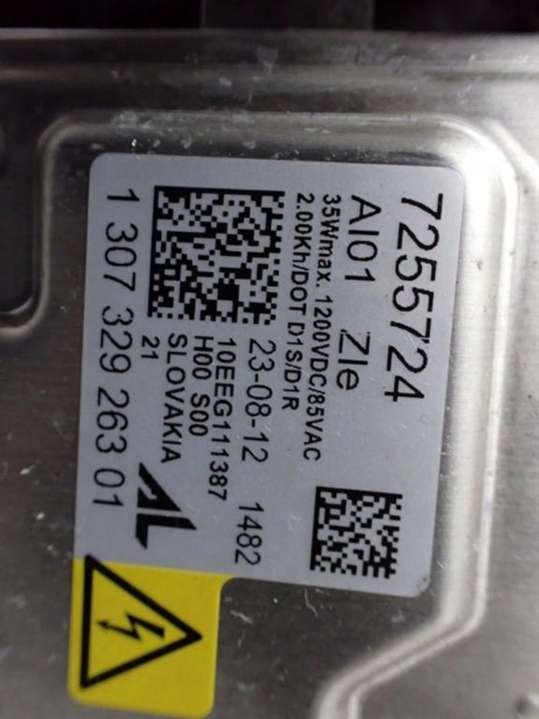 7255724
AI01 Zle
35Wmax. 1200VDC/85VAC
2.00Kh/DOT D1S/D1R
23-08-12 1482
10EEG111387
H00 S00
SLOVAKIA
21
AL
1 307 329 263 01